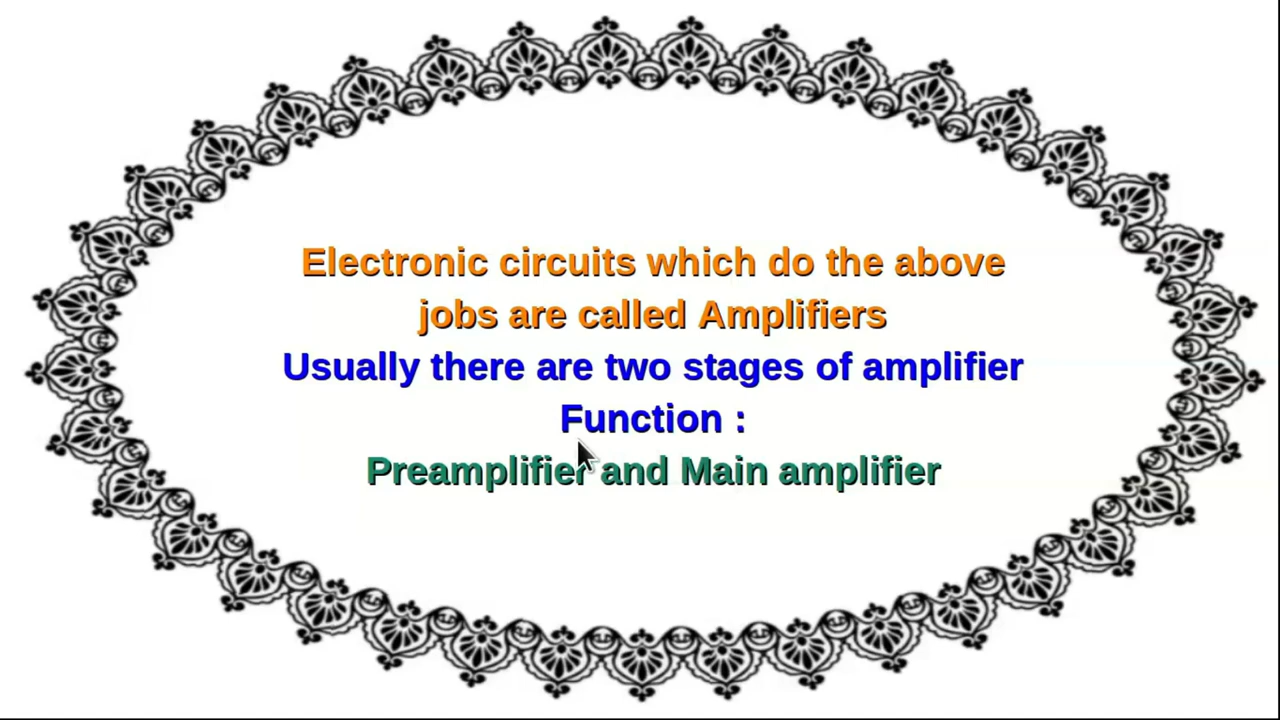 Electronic circuits which do the above
jobs are called Amplifiers
Usually there are two stages of amplifier
Function :
Preamplifier and Main amplifier